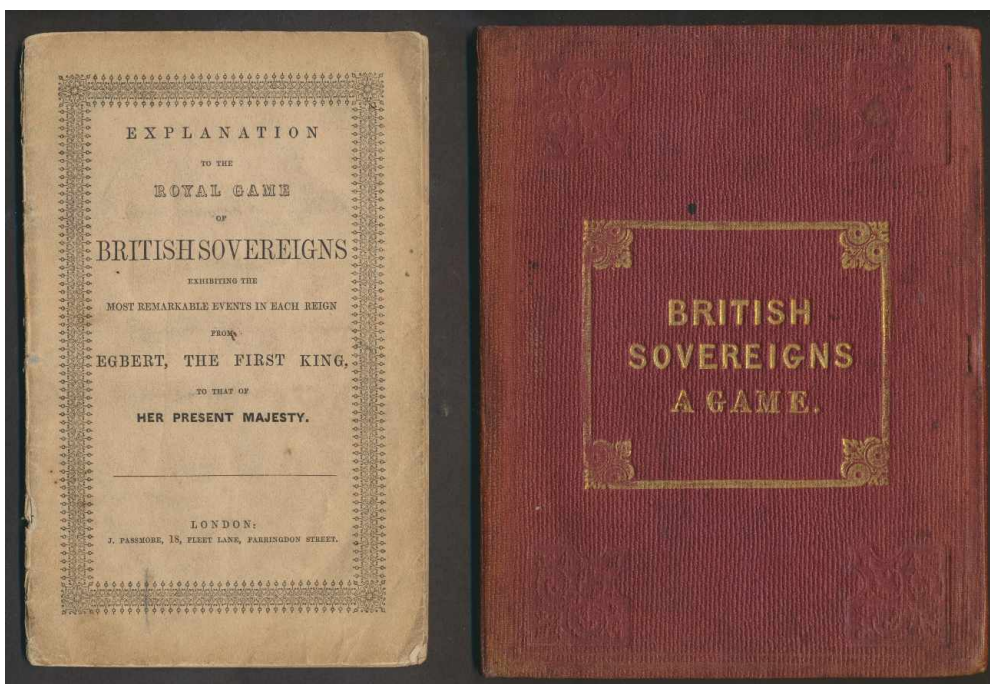 EXPLANATION
TO THE
ROYAL GAME
OF
BRITISH SOVEREIGNS
EXHIBITING THE
MOST REMARKABLE EVENTS IN EACH REIGN
FROM
EGBERT, THE FIRST KING,
TO THAT OF
HER PRESENT MAJESTY.
LONDON:
J. PASSMORE, 18, FLEET LANE, FARRINGDON STREET.
BRITISH
SOVEREIGNS
A GAME.